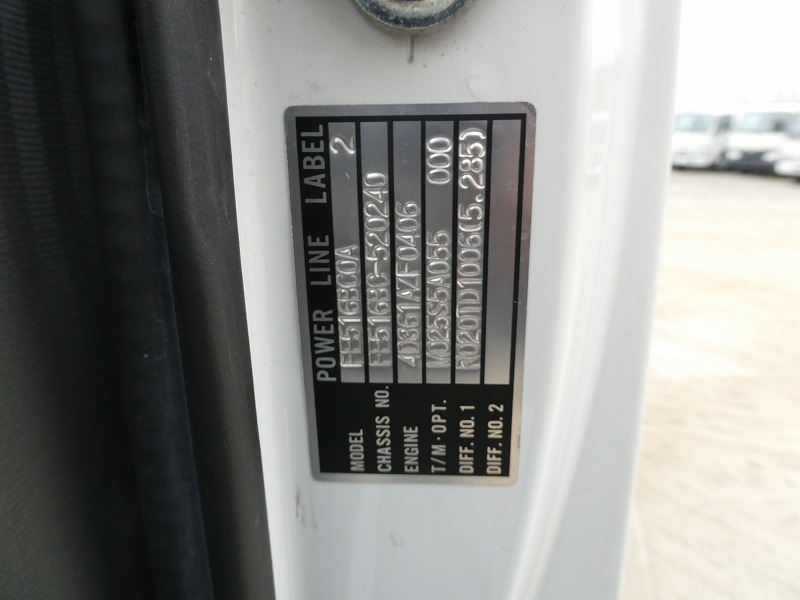 POWER LINE LABEL
MODEL FE516BC0A 2
CHASSIS NO. FE516BC-520240
ENGINE 4D361AZF0406
T/M·OPT. M025S5A055 000
DIFF. NO. 1 R020TD1006(5.285)
DIFF. NO. 2